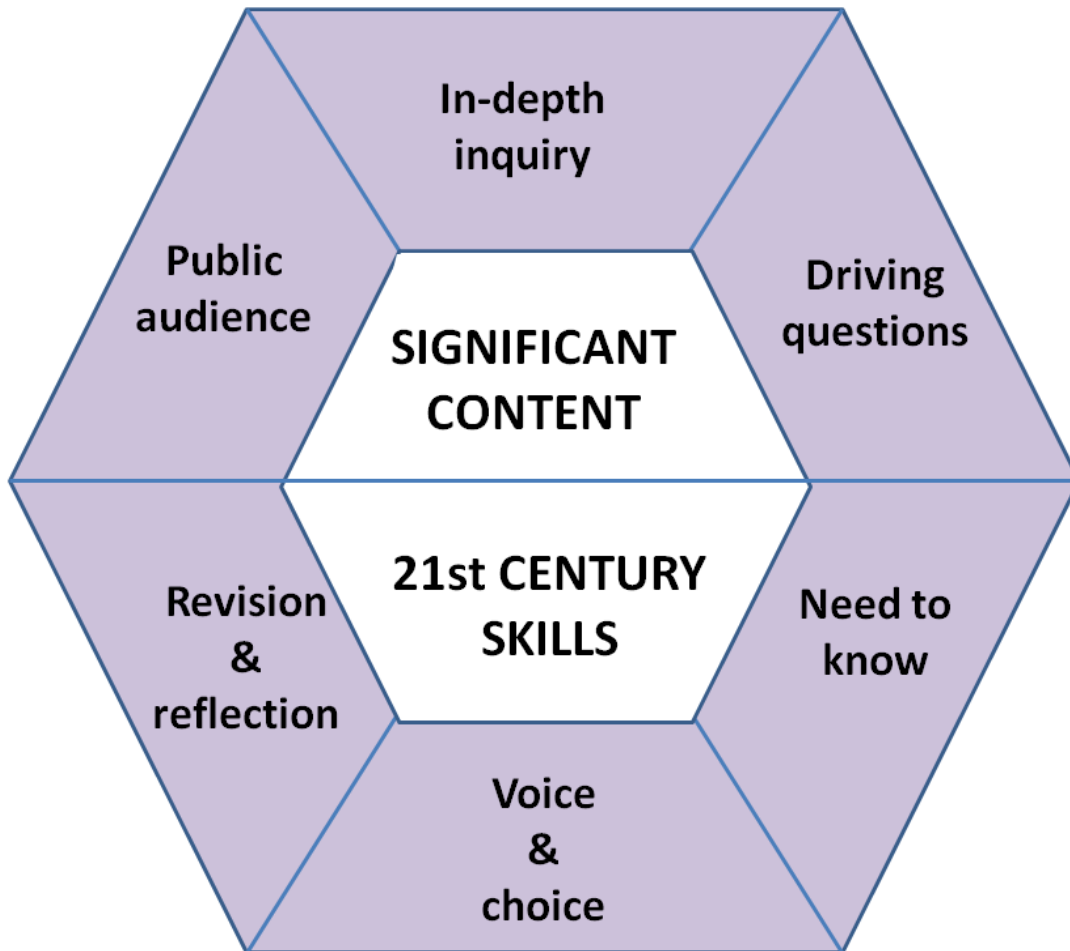 In-depth
inquiry
Driving
questions
Need to
know
Voice
&
choice
Revision
&
reflection
Public
audience
SIGNIFICANT
CONTENT
21st CENTURY
SKILLS